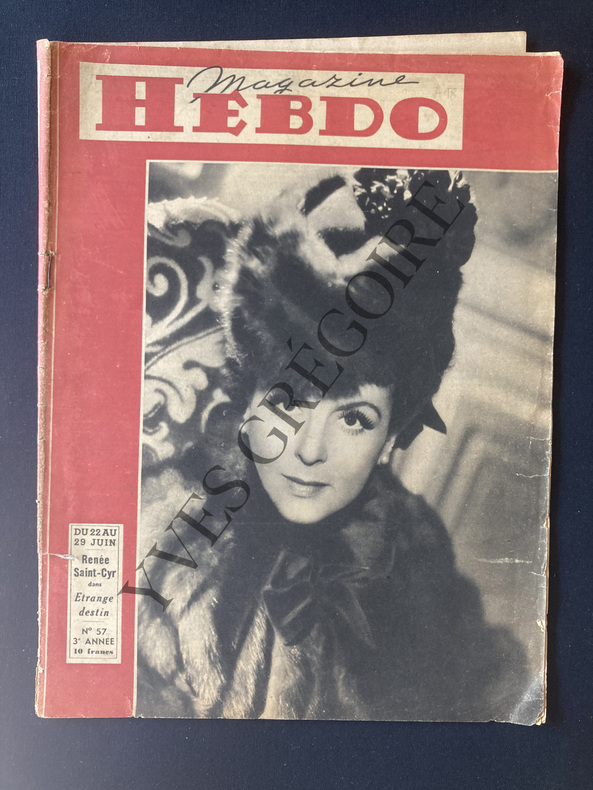 Magazine
HEBDO
DU 22 AU
29 JUIN
Renée
Saint-Cyr
dans
Etrange
destin
N° 57
3e ANNÉE
10 francs
YVES GRÉGOIRE